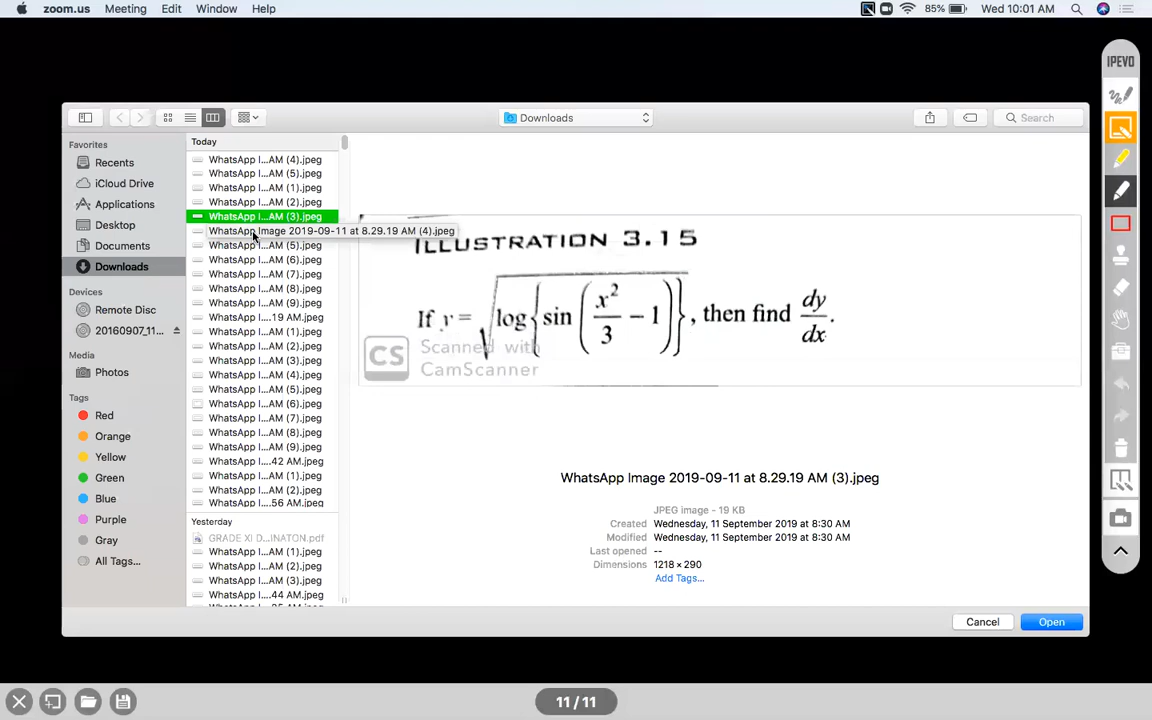 zoom.us Meeting Edit Window Help 85% Wed 10:01 AM
IPEVO
Downloads
Search
Favorites
Recents
iCloud Drive
Applications
Desktop
Documents
Downloads
Devices
Remote Disc
20160907_11...
Media
Photos
Tags
Red
Orange
Yellow
Green
Blue
Purple
Gray
All Tags...
Today
WhatsApp I...AM (4).jpeg
WhatsApp I...AM (5).jpeg
WhatsApp I...AM (1).jpeg
WhatsApp I...AM (2).jpeg
WhatsApp I...AM (3).jpeg
WhatsApp Image 2019-09-11 at 8.29.19 AM (4).jpeg
WhatsApp I...AM (5).jpeg
WhatsApp I...AM (6).jpeg
WhatsApp I...AM (7).jpeg
WhatsApp I...AM (8).jpeg
WhatsApp I...AM (9).jpeg
WhatsApp I....19 AM.jpeg
WhatsApp I...AM (1).jpeg
WhatsApp I...AM (2).jpeg
WhatsApp I...AM (3).jpeg
WhatsApp I...AM (4).jpeg
WhatsApp I...AM (5).jpeg
WhatsApp I...AM (6).jpeg
WhatsApp I...AM (7).jpeg
WhatsApp I...AM (8).jpeg
WhatsApp I...AM (9).jpeg
WhatsApp I....42 AM.jpeg
WhatsApp I...AM (1).jpeg
WhatsApp I...AM (2).jpeg
WhatsApp I....56 AM.jpeg
Yesterday
GRADE XI D...INATON.pdf
WhatsApp I...AM (1).jpeg
WhatsApp I...AM (2).jpeg
WhatsApp I...AM (3).jpeg
WhatsApp I....44 AM.jpeg
ILLUSTRATION 3.15
If y = √log{sin(x²/3 − 1)}, then find dy/dx.
CS Scanned with
CamScanner
WhatsApp Image 2019-09-11 at 8.29.19 AM (3).jpeg
JPEG image - 19 KB
Created Wednesday, 11 September 2019 at 8:30 AM
Modified Wednesday, 11 September 2019 at 8:30 AM
Last opened --
Dimensions 1218 × 290
Add Tags...
Cancel Open
11 / 11